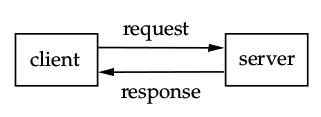 request
client
server
response